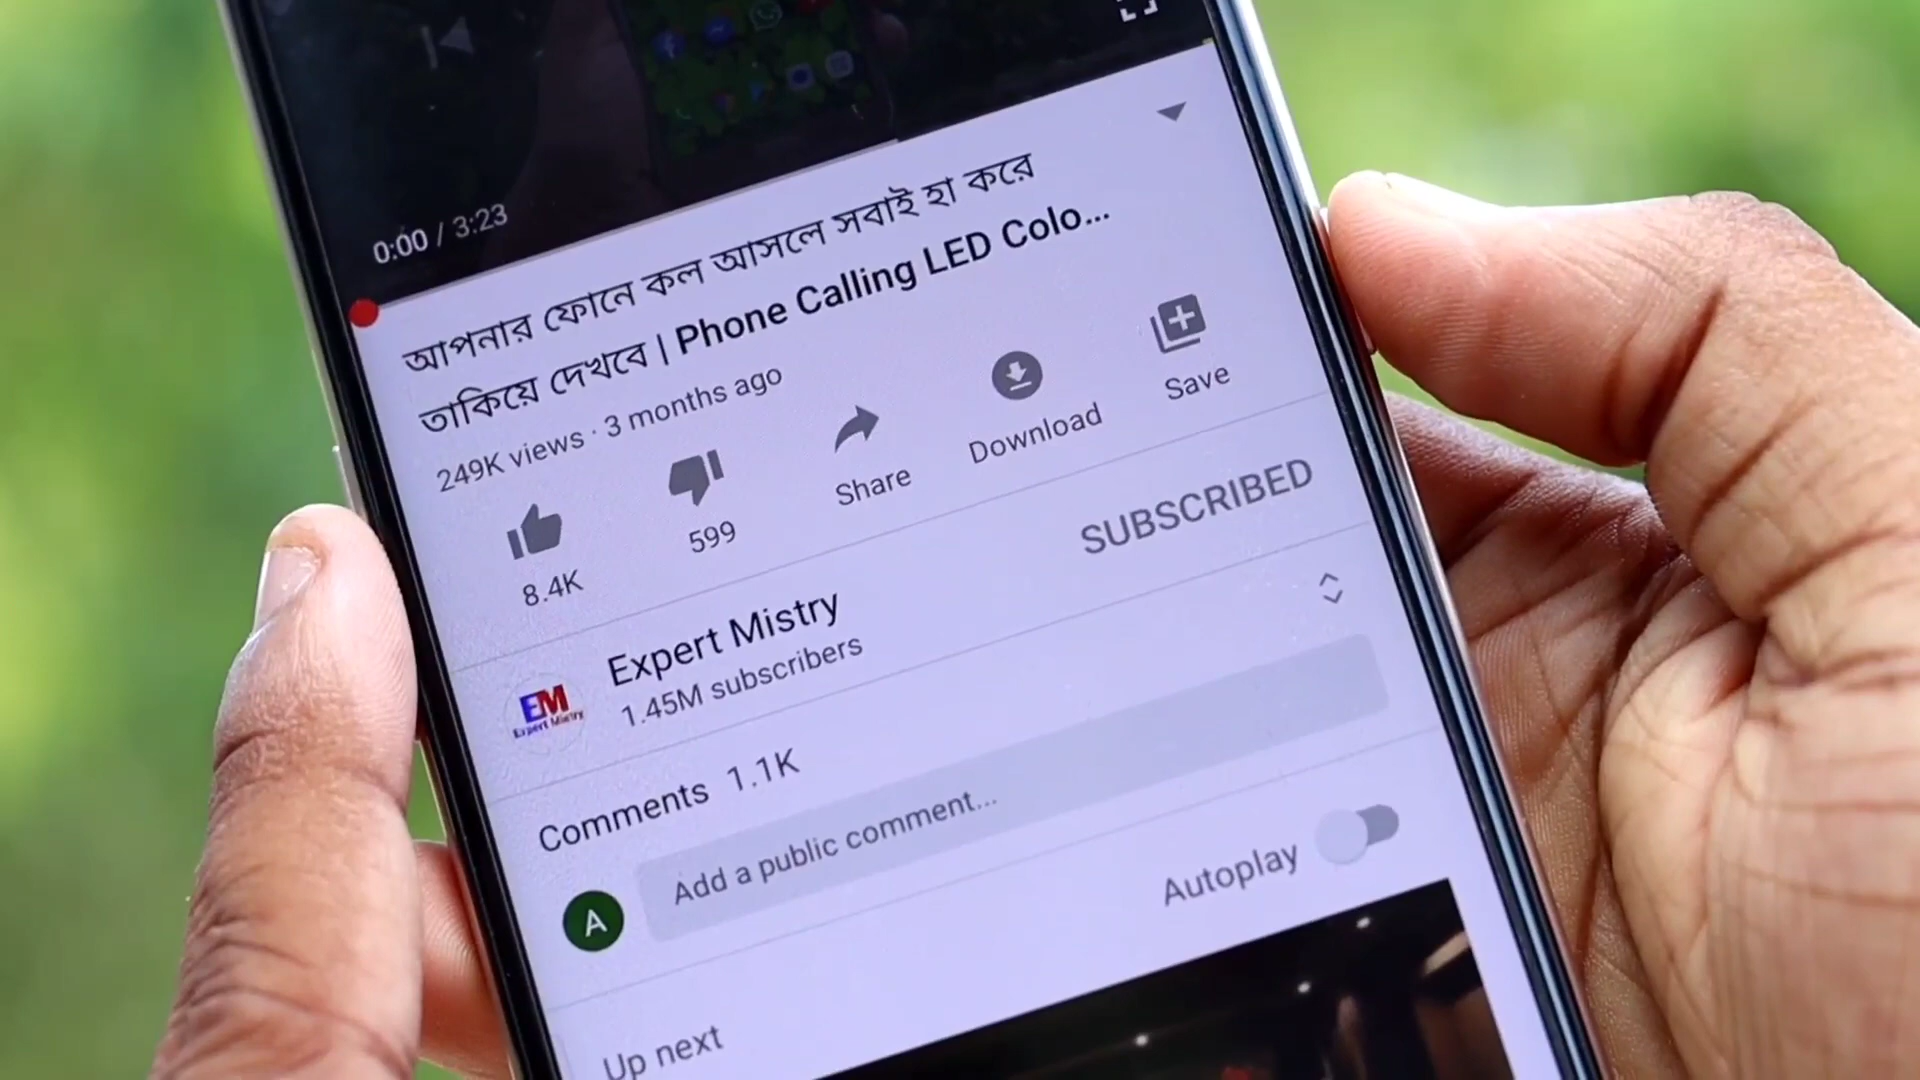 0:00 / 3:23
আপনার ফোনে কল আসলে সবাই হা করে
তাকিয়ে দেখবে | Phone Calling LED Colo...
249K views · 3 months ago
8.4K
599
Share
Download
Save
EM
Expert Mistry
Expert Mistry
1.45M subscribers
SUBSCRIBED
Comments 1.1K
A
Add a public comment...
Autoplay
Up next